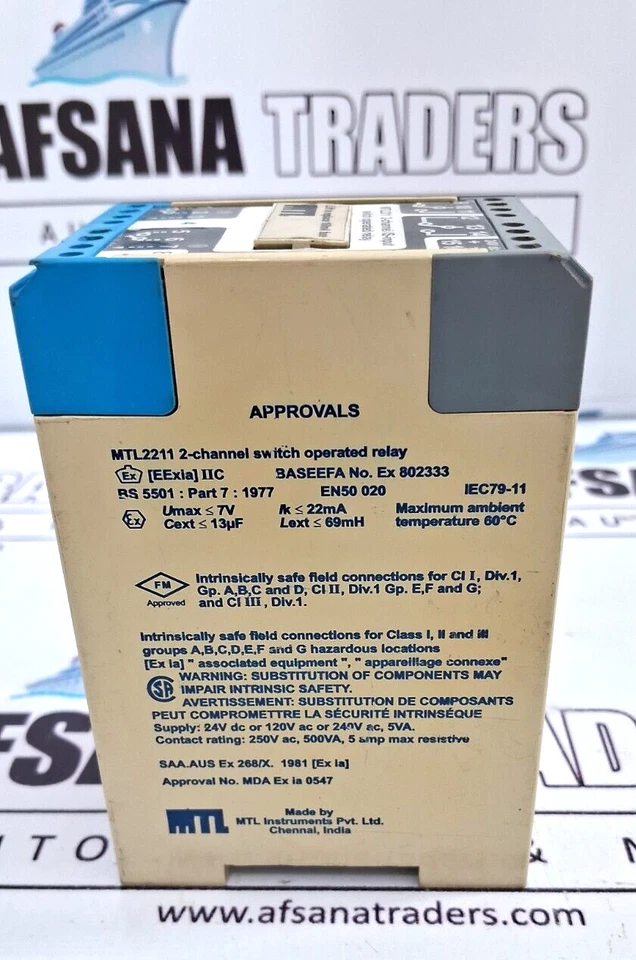 AFSANA TRADERS
MTL
APPROVALS
MTL2211 2-channel switch operated relay
Ex [EExia] IIC BASEEFA No. Ex 802333
BS 5501 : Part 7 : 1977 EN50 020 IEC79-11
Ex Umax ≤ 7V Ik ≤ 22mA Maximum ambient
Cext ≤ 13µF Lext ≤ 69mH temperature 60°C
FM
Approved
Intrinsically safe field connections for Cl I, Div.1,
Gp. A,B,C and D, Cl II, Div.1 Gp. E,F and G;
and Cl III, Div.1.
Intrinsically safe field connections for Class I, II and III
groups A,B,C,D,E,F and G hazardous locations
[Ex ia] " associated equipment ", " appareillage connexe"
SA
WARNING: SUBSTITUTION OF COMPONENTS MAY
IMPAIR INTRINSIC SAFETY.
AVERTISSEMENT: SUBSTITUTION DE COMPOSANTS
PEUT COMPROMETTRE LA SÉCURITÉ INTRINSÉQUE
Supply: 24V dc or 120V ac or 240V ac, 5VA.
Contact rating: 250V ac, 500VA, 5 amp max resistive
SAA.AUS Ex 268/X. 1981 [Ex ia]
Approval No. MDA Ex ia 0547
MTL
Made by
MTL Instruments Pvt. Ltd.
Chennai, India
www.afsanatraders.com